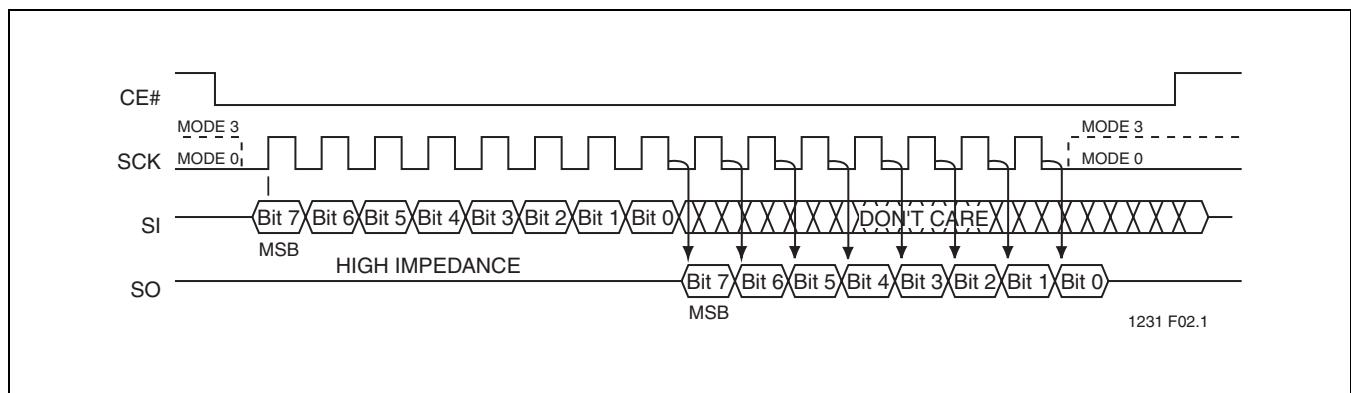 CE#
MODE 3
MODE 3
SCK
MODE 0
MODE 0
SI
Bit 7 Bit 6 Bit 5 Bit 4 Bit 3 Bit 2 Bit 1 Bit 0
DON'T CARE
MSB
HIGH IMPEDANCE
SO
Bit 7 Bit 6 Bit 5 Bit 4 Bit 3 Bit 2 Bit 1 Bit 0
MSB
1231 F02.1